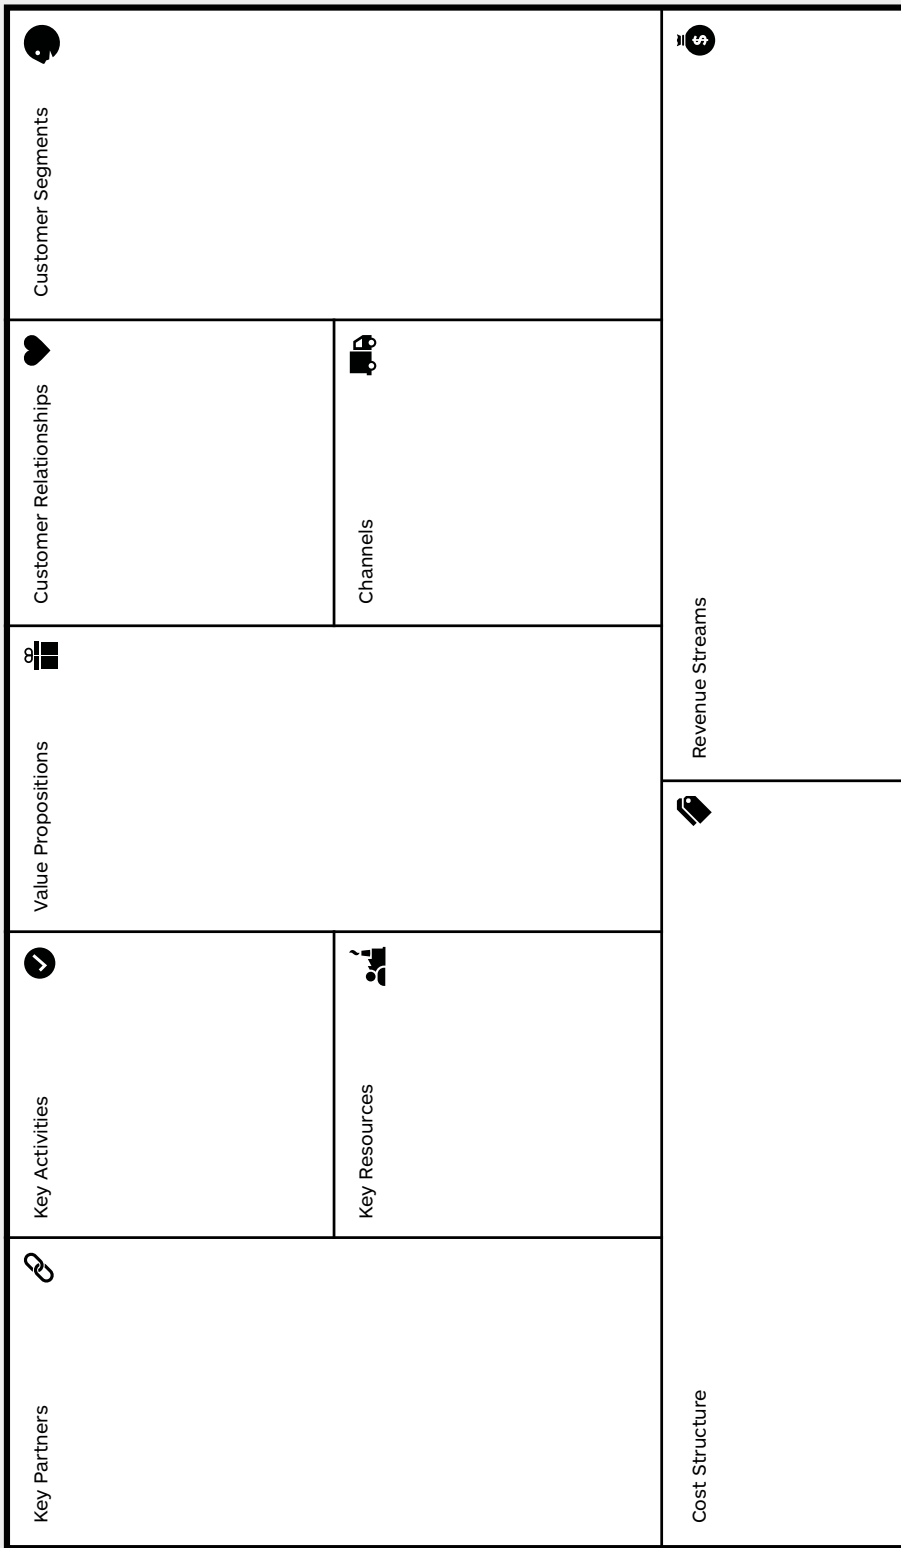 Key Partners
Key Activities
Key Resources
Value Propositions
Customer Relationships
Channels
Customer Segments
Cost Structure
Revenue Streams
$